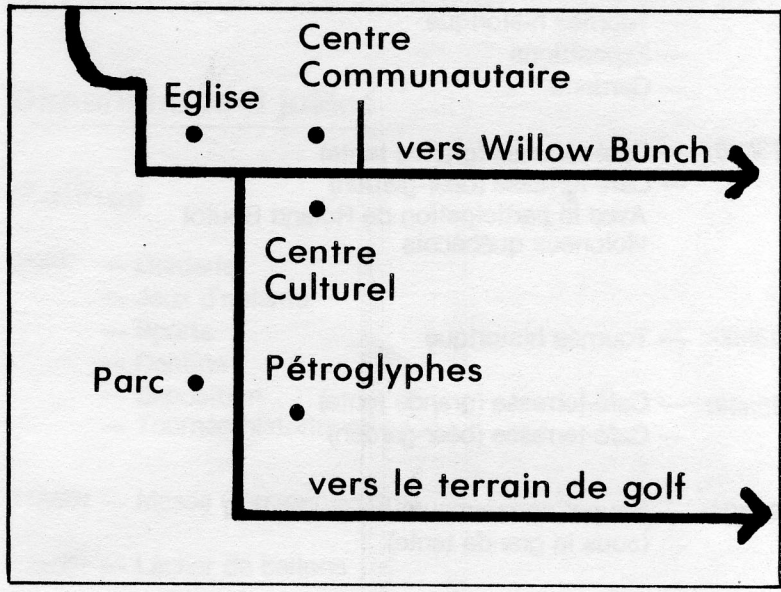 Centre
Communautaire
Eglise
vers Willow Bunch
Centre
Culturel
Pétroglyphes
Parc
vers le terrain de golf